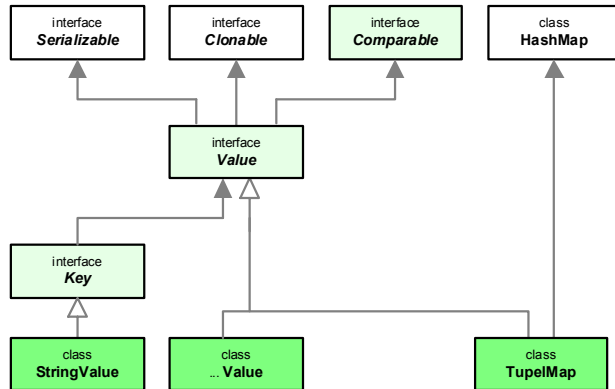 interface
Serializable
interface
Clonable
interface
Comparable
class
HashMap
interface
Value
interface
Key
class
StringValue
class
... Value
class
TupelMap